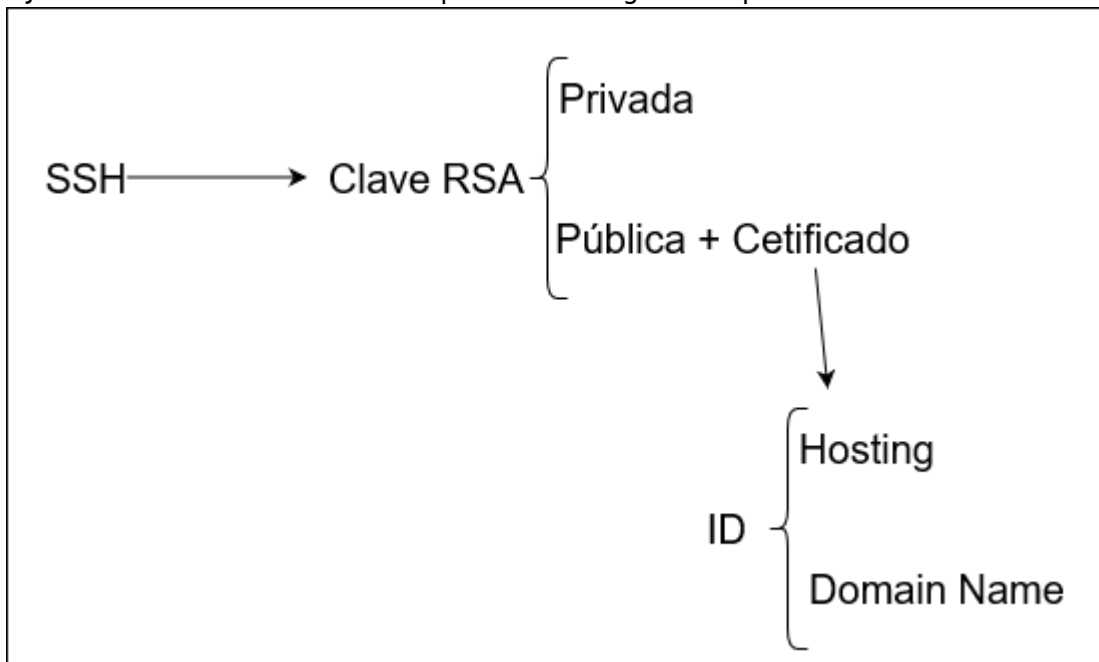 Privada
SSH
Clave RSA
Pública + Cetificado
Hosting
ID
Domain Name